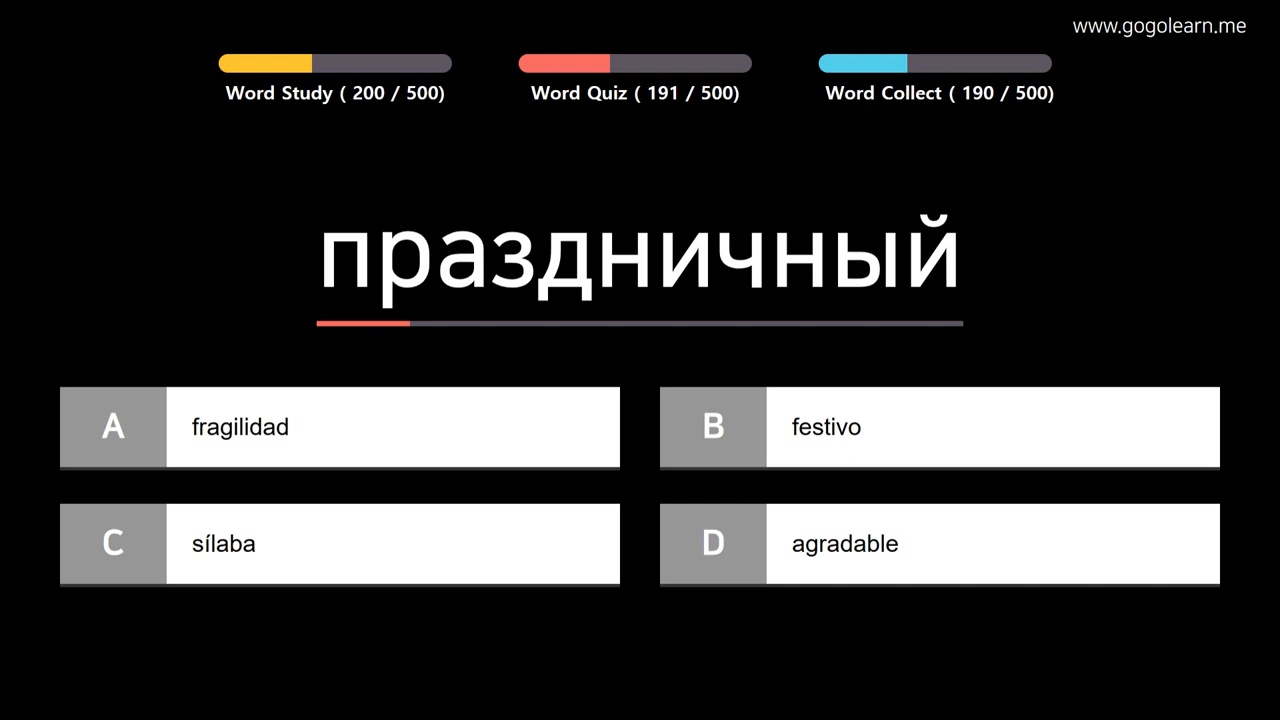 www.gogolearn.me
Word Study ( 200 / 500)
Word Quiz ( 191 / 500)
Word Collect ( 190 / 500)
праздничный
A fragilidad
B festivo
C sílaba
D agradable